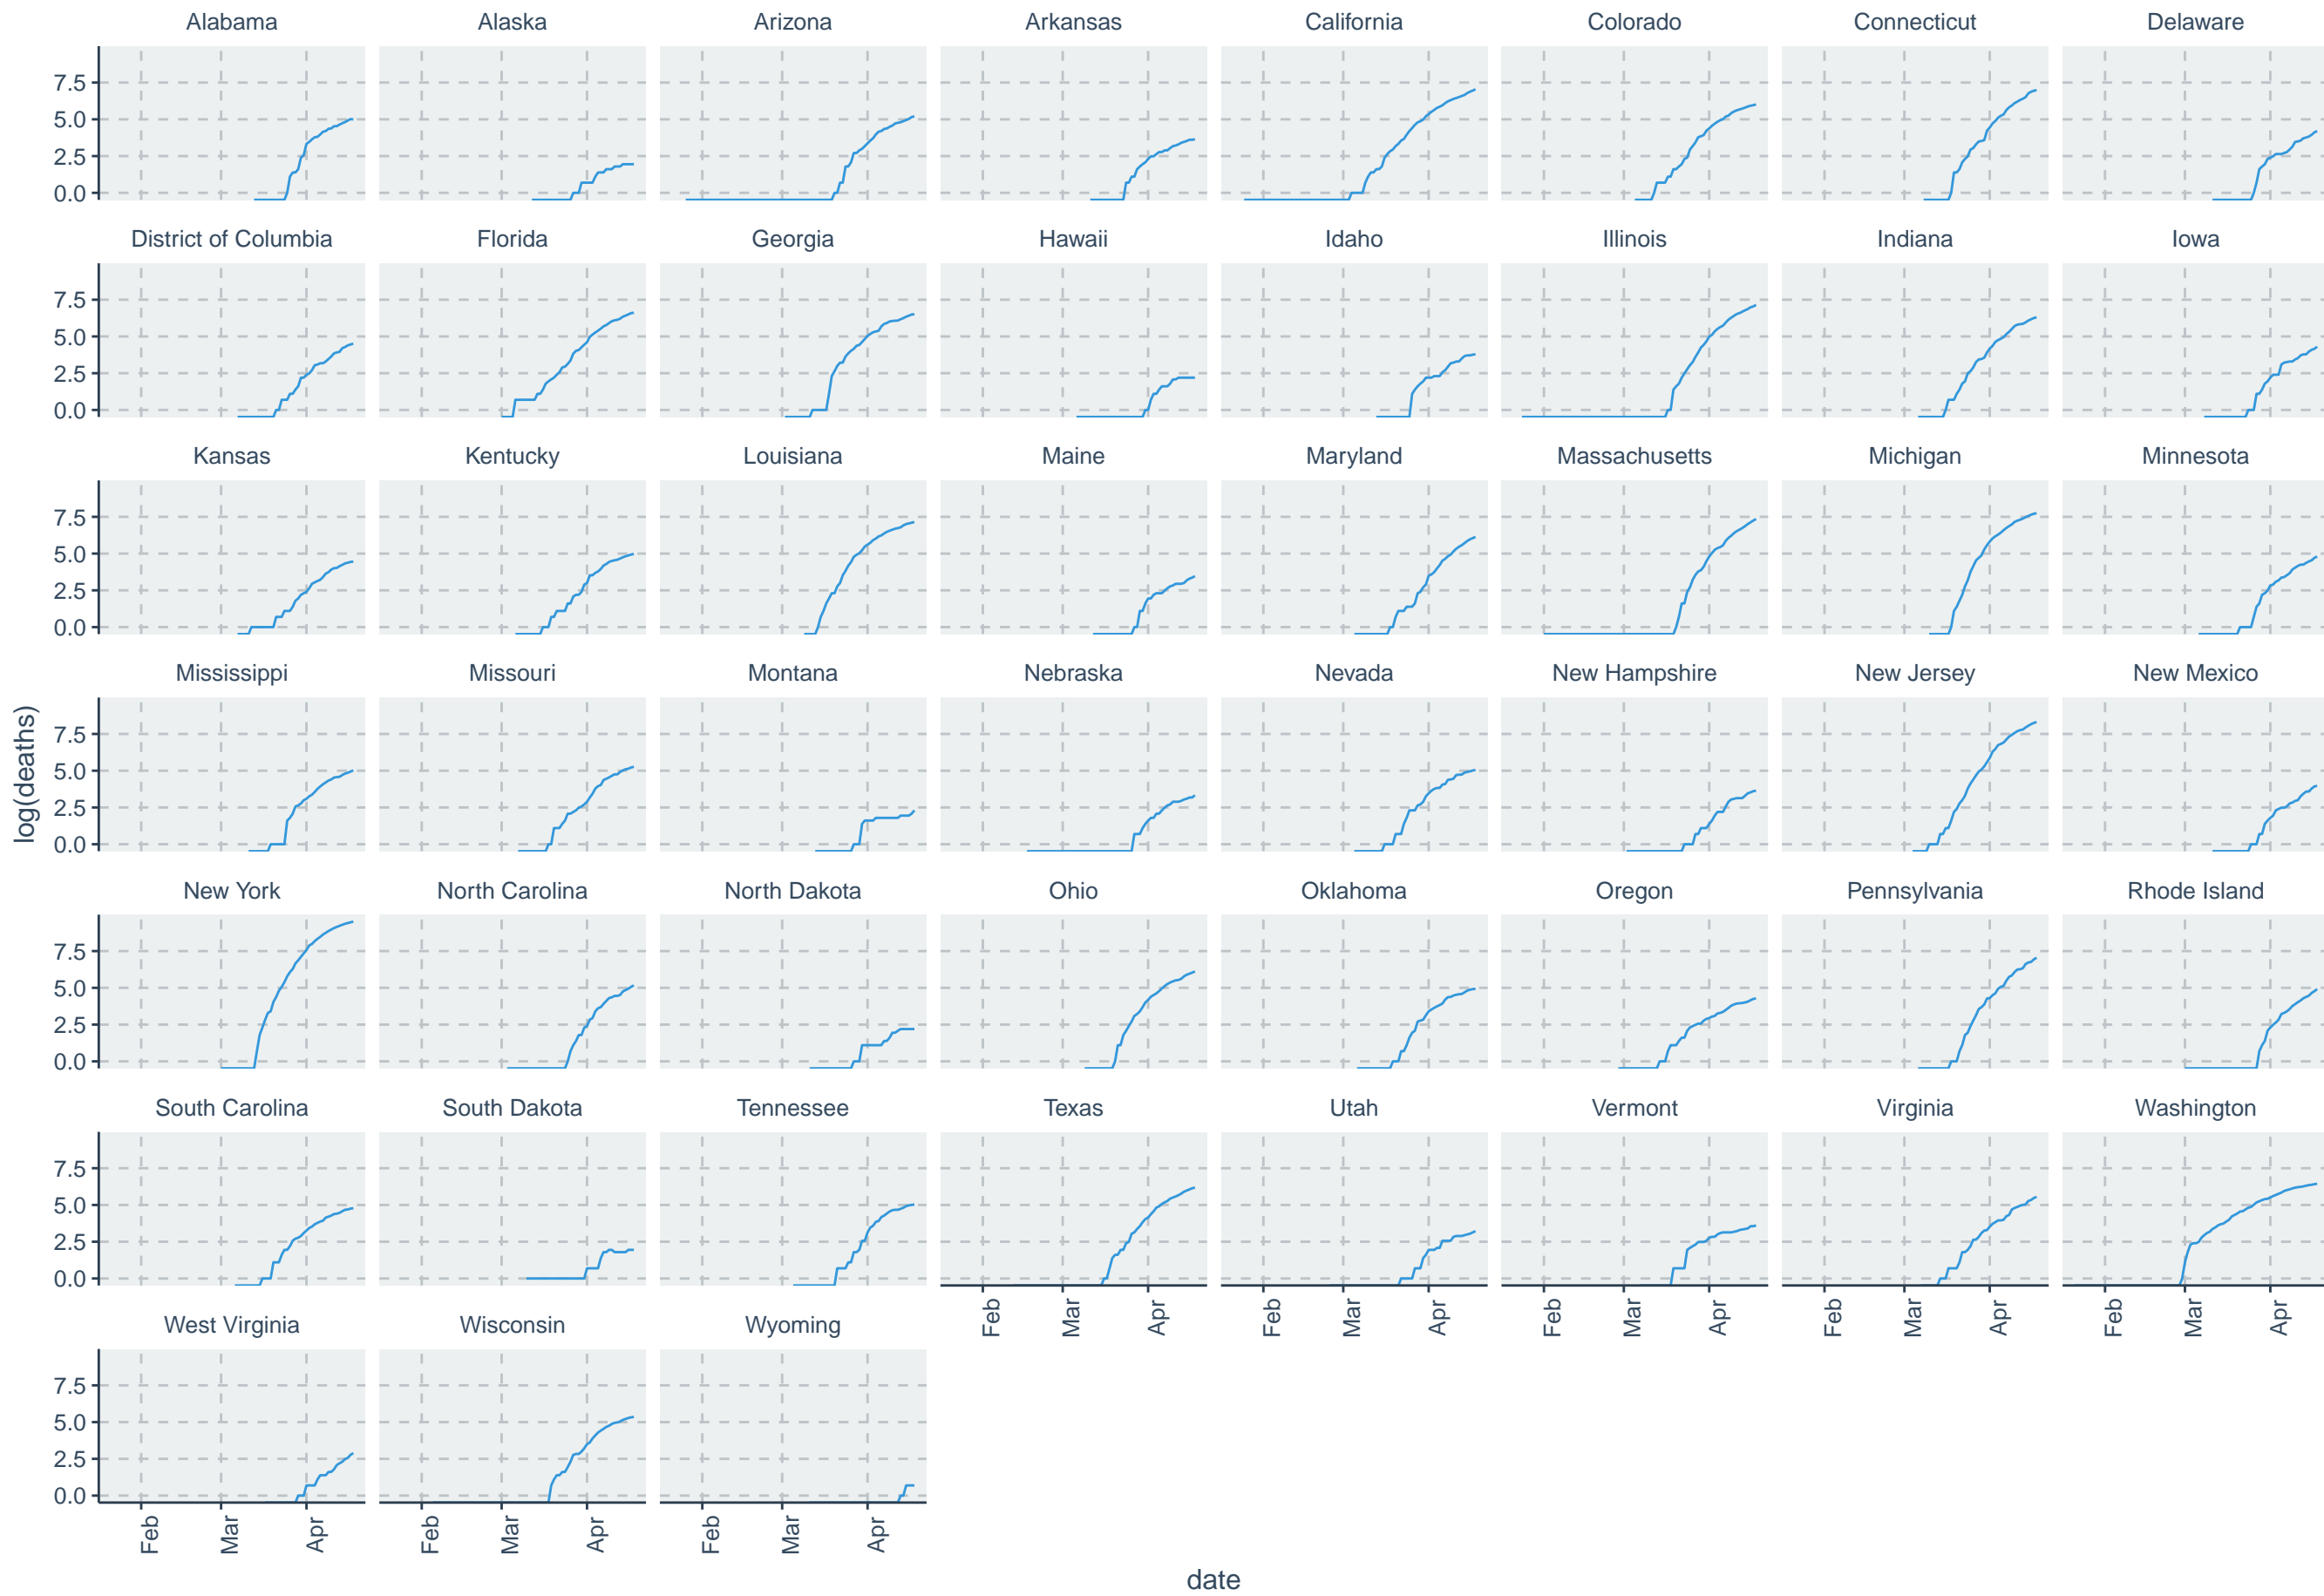 Alabama Alaska Arizona Arkansas California Colorado Connecticut Delaware
7.5
5.0
2.5
0.0
District of Columbia Florida Georgia Hawaii Idaho Illinois Indiana Iowa
7.5
5.0
2.5
0.0
Kansas Kentucky Louisiana Maine Maryland Massachusetts Michigan Minnesota
7.5
5.0
2.5
0.0
Mississippi Missouri Montana Nebraska Nevada New Hampshire New Jersey New Mexico
log(deaths)
7.5
5.0
2.5
0.0
New York North Carolina North Dakota Ohio Oklahoma Oregon Pennsylvania Rhode Island
7.5
5.0
2.5
0.0
South Carolina South Dakota Tennessee Texas Utah Vermont Virginia Washington
7.5
5.0
2.5
0.0
Feb Mar Apr Feb Mar Apr Feb Mar Apr Feb Mar Apr Feb Mar Apr
West Virginia Wisconsin Wyoming
7.5
5.0
2.5
0.0
Feb Mar Apr Feb Mar Apr Feb Mar Apr
date